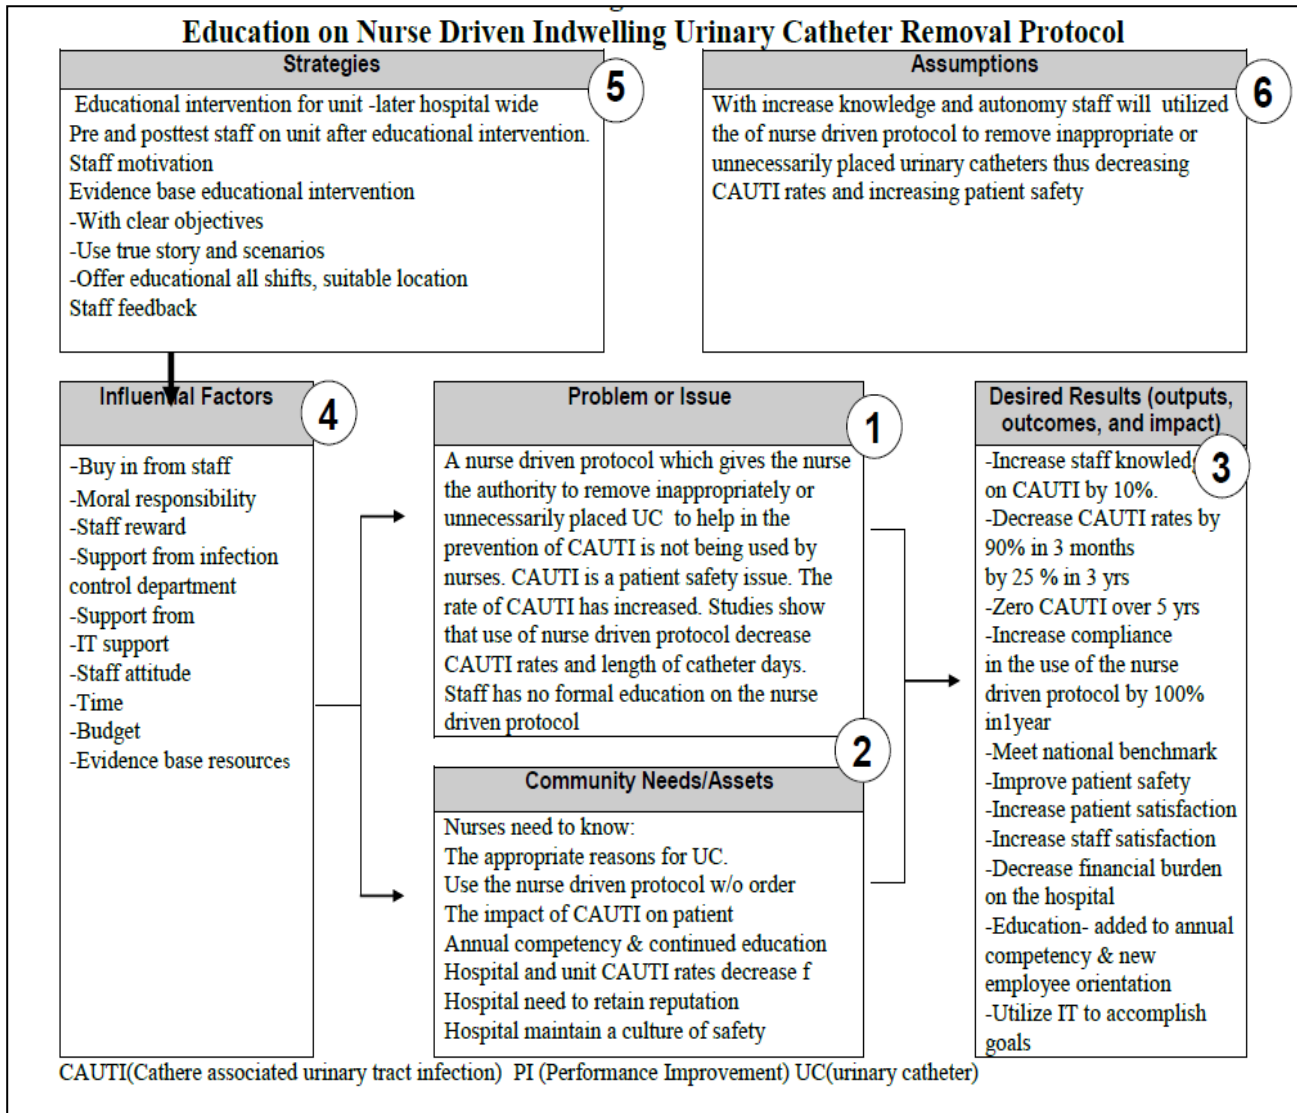 Education on Nurse Driven Indwelling Urinary Catheter Removal Protocol
Strategies
5
Educational intervention for unit -later hospital wide
Pre and posttest staff on unit after educational intervention.
Staff motivation
Evidence base educational intervention
-With clear objectives
-Use true story and scenarios
-Offer educational all shifts, suitable location
Staff feedback
Assumptions
6
With increase knowledge and autonomy staff will utilized
the of nurse driven protocol to remove inappropriate or
unnecessarily placed urinary catheters thus decreasing
CAUTI rates and increasing patient safety
Influential Factors
4
-Buy in from staff
-Moral responsibility
-Staff reward
-Support from infection
control department
-Support from
-IT support
-Staff attitude
-Time
-Budget
-Evidence base resources
Problem or Issue
1
A nurse driven protocol which gives the nurse
the authority to remove inappropriately or
unnecessarily placed UC to help in the
prevention of CAUTI is not being used by
nurses. CAUTI is a patient safety issue. The
rate of CAUTI has increased. Studies show
that use of nurse driven protocol decrease
CAUTI rates and length of catheter days.
Staff has no formal education on the nurse
driven protocol
2
Community Needs/Assets
Nurses need to know:
The appropriate reasons for UC.
Use the nurse driven protocol w/o order
The impact of CAUTI on patient
Annual competency & continued education
Hospital and unit CAUTI rates decrease f
Hospital need to retain reputation
Hospital maintain a culture of safety
Desired Results (outputs,
outcomes, and impact)
3
-Increase staff knowledg
on CAUTI by 10%.
-Decrease CAUTI rates by
90% in 3 months
by 25 % in 3 yrs
-Zero CAUTI over 5 yrs
-Increase compliance
in the use of the nurse
driven protocol by 100%
in1year
-Meet national benchmark
-Improve patient safety
-Increase patient satisfaction
-Increase staff satisfaction
-Decrease financial burden
on the hospital
-Education- added to annual
competency & new
employee orientation
-Utilize IT to accomplish
goals
CAUTI(Cathere associated urinary tract infection) PI (Performance Improvement) UC(urinary catheter)